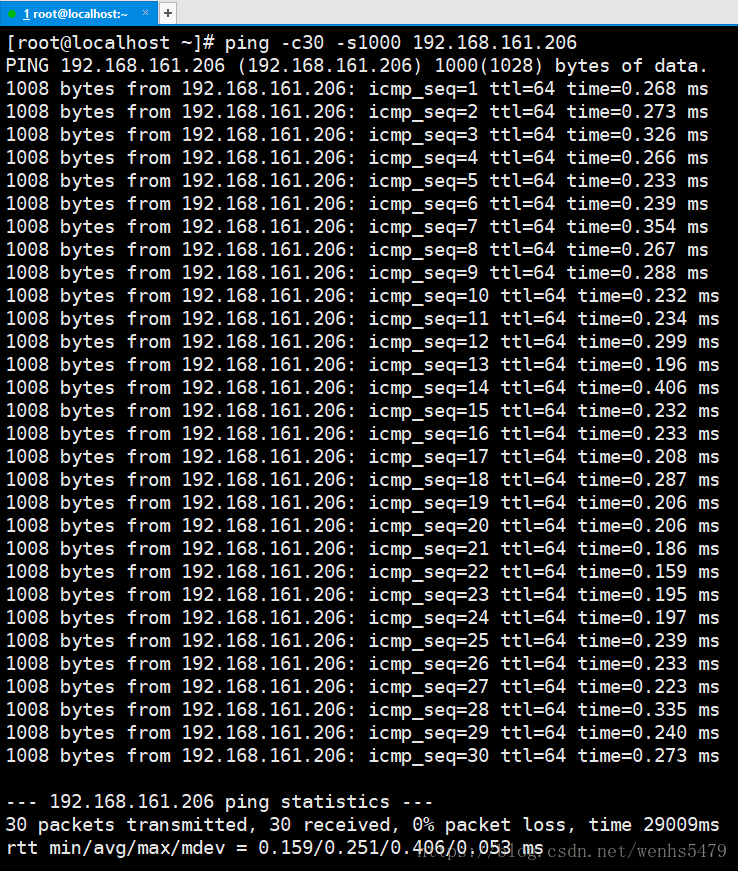 1 root@localhost:~ × +
[root@localhost ~]# ping -c30 -s1000 192.168.161.206
PING 192.168.161.206 (192.168.161.206) 1000(1028) bytes of data.
1008 bytes from 192.168.161.206: icmp_seq=1 ttl=64 time=0.268 ms
1008 bytes from 192.168.161.206: icmp_seq=2 ttl=64 time=0.273 ms
1008 bytes from 192.168.161.206: icmp_seq=3 ttl=64 time=0.326 ms
1008 bytes from 192.168.161.206: icmp_seq=4 ttl=64 time=0.266 ms
1008 bytes from 192.168.161.206: icmp_seq=5 ttl=64 time=0.233 ms
1008 bytes from 192.168.161.206: icmp_seq=6 ttl=64 time=0.239 ms
1008 bytes from 192.168.161.206: icmp_seq=7 ttl=64 time=0.354 ms
1008 bytes from 192.168.161.206: icmp_seq=8 ttl=64 time=0.267 ms
1008 bytes from 192.168.161.206: icmp_seq=9 ttl=64 time=0.288 ms
1008 bytes from 192.168.161.206: icmp_seq=10 ttl=64 time=0.232 ms
1008 bytes from 192.168.161.206: icmp_seq=11 ttl=64 time=0.234 ms
1008 bytes from 192.168.161.206: icmp_seq=12 ttl=64 time=0.299 ms
1008 bytes from 192.168.161.206: icmp_seq=13 ttl=64 time=0.196 ms
1008 bytes from 192.168.161.206: icmp_seq=14 ttl=64 time=0.406 ms
1008 bytes from 192.168.161.206: icmp_seq=15 ttl=64 time=0.232 ms
1008 bytes from 192.168.161.206: icmp_seq=16 ttl=64 time=0.233 ms
1008 bytes from 192.168.161.206: icmp_seq=17 ttl=64 time=0.208 ms
1008 bytes from 192.168.161.206: icmp_seq=18 ttl=64 time=0.287 ms
1008 bytes from 192.168.161.206: icmp_seq=19 ttl=64 time=0.206 ms
1008 bytes from 192.168.161.206: icmp_seq=20 ttl=64 time=0.206 ms
1008 bytes from 192.168.161.206: icmp_seq=21 ttl=64 time=0.186 ms
1008 bytes from 192.168.161.206: icmp_seq=22 ttl=64 time=0.159 ms
1008 bytes from 192.168.161.206: icmp_seq=23 ttl=64 time=0.195 ms
1008 bytes from 192.168.161.206: icmp_seq=24 ttl=64 time=0.197 ms
1008 bytes from 192.168.161.206: icmp_seq=25 ttl=64 time=0.239 ms
1008 bytes from 192.168.161.206: icmp_seq=26 ttl=64 time=0.233 ms
1008 bytes from 192.168.161.206: icmp_seq=27 ttl=64 time=0.223 ms
1008 bytes from 192.168.161.206: icmp_seq=28 ttl=64 time=0.335 ms
1008 bytes from 192.168.161.206: icmp_seq=29 ttl=64 time=0.240 ms
1008 bytes from 192.168.161.206: icmp_seq=30 ttl=64 time=0.273 ms
--- 192.168.161.206 ping statistics ---
30 packets transmitted, 30 received, 0% packet loss, time 29009ms
rtt min/avg/max/mdev = 0.159/0.251/0.406/0.053 ms
https://blog.csdn.net/wenhs5479